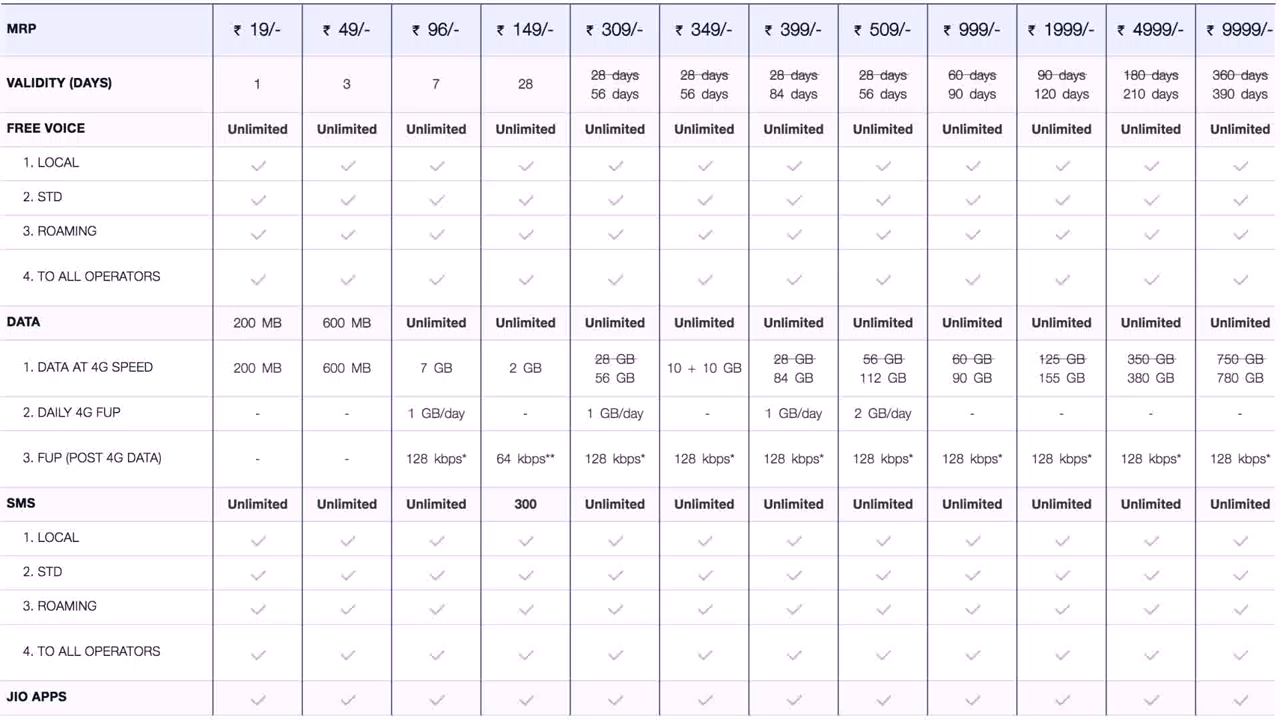 MRP ₹ 19/- ₹ 49/- ₹ 96/- ₹ 149/- ₹ 309/- ₹ 349/- ₹ 399/- ₹ 509/- ₹ 999/- ₹ 1999/- ₹ 4999/- ₹ 9999/-
28 days 28 days 28 days 28 days 60 days 90 days 180 days 360 days
VALIDITY (DAYS) 1 3 7 28
56 days 56 days 84 days 56 days 90 days 120 days 210 days 390 days
FREE VOICE Unlimited Unlimited Unlimited Unlimited Unlimited Unlimited Unlimited Unlimited Unlimited Unlimited Unlimited Unlimited
1. LOCAL
2. STD
3. ROAMING
4. TO ALL OPERATORS
DATA 200 MB 600 MB Unlimited Unlimited Unlimited Unlimited Unlimited Unlimited Unlimited Unlimited Unlimited Unlimited
28 GB 28 GB 56 GB 60 GB 125 GB 350 GB 750 GB
1. DATA AT 4G SPEED 200 MB 600 MB 7 GB 2 GB 10 + 10 GB
56 GB 84 GB 112 GB 90 GB 155 GB 380 GB 780 GB
2. DAILY 4G FUP - - 1 GB/day - 1 GB/day - 1 GB/day 2 GB/day - - - -
3. FUP (POST 4G DATA) - - 128 kbps* 64 kbps** 128 kbps* 128 kbps* 128 kbps* 128 kbps* 128 kbps* 128 kbps* 128 kbps* 128 kbps*
SMS Unlimited Unlimited Unlimited 300 Unlimited Unlimited Unlimited Unlimited Unlimited Unlimited Unlimited Unlimited
1. LOCAL
2. STD
3. ROAMING
4. TO ALL OPERATORS
JIO APPS